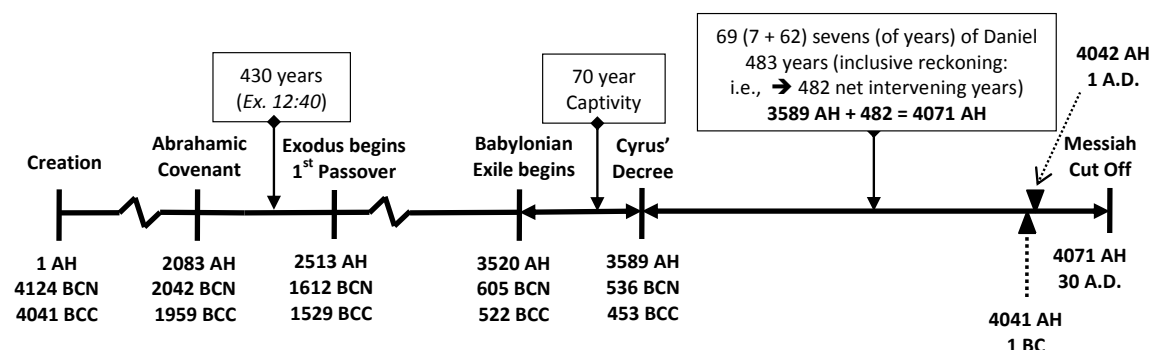 430 years
(Ex. 12:40)
70 year
Captivity
69 (7 + 62) sevens (of years) of Daniel
483 years (inclusive reckoning:
i.e., ➔ 482 net intervening years)
3589 AH + 482 = 4071 AH
4042 AH
1 A.D.
Creation
Abrahamic
Covenant
Exodus begins
1st Passover
Babylonian
Exile begins
Cyrus’
Decree
Messiah
Cut Off
1 AH
4124 BCN
4041 BCC
2083 AH
2042 BCN
1959 BCC
2513 AH
1612 BCN
1529 BCC
3520 AH
605 BCN
522 BCC
3589 AH
536 BCN
453 BCC
4041 AH
1 BC
4071 AH
30 A.D.